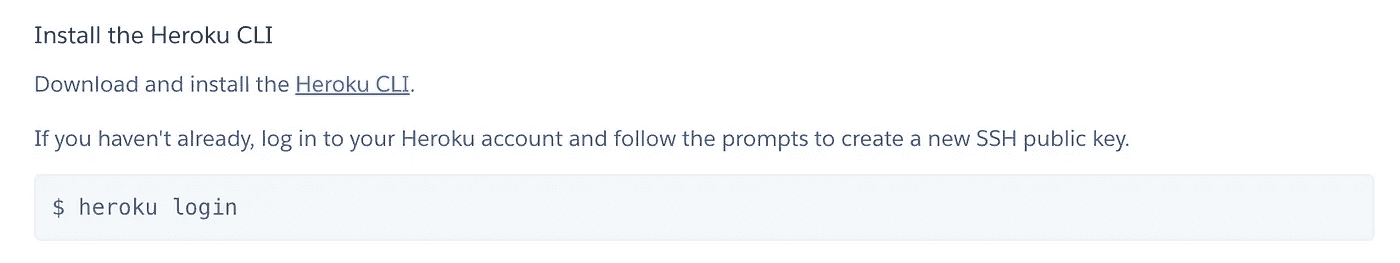 Install the Heroku CLI
Download and install the Heroku CLI.
If you haven't already, log in to your Heroku account and follow the prompts to create a new SSH public key.
$ heroku login